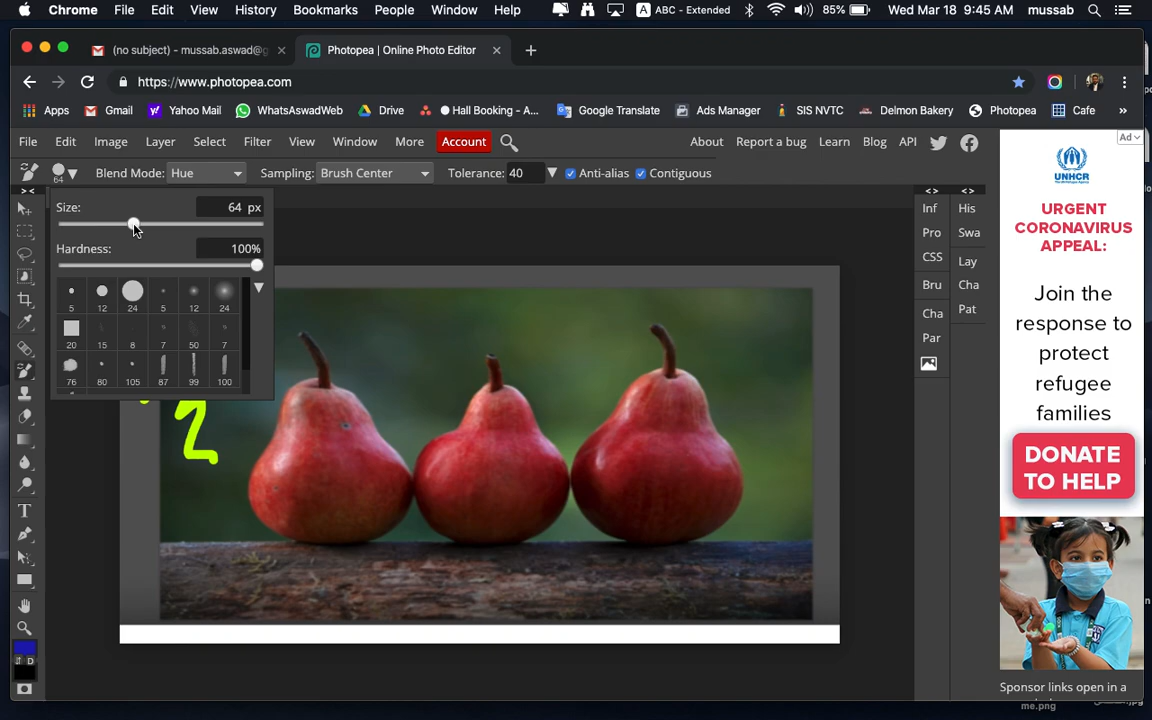 Chrome File Edit View History Bookmarks People Window Help A ABC - Extended 85% Wed Mar 18 9:45 AM mussab
(no subject) - mussab.aswad@g Photopea | Online Photo Editor
https://www.photopea.com
Apps Gmail Yahoo Mail WhatsAswadWeb Drive Hall Booking - A... Google Translate Ads Manager SIS NVTC Delmon Bakery Photopea Cafe »
File Edit Image Layer Select Filter View Window More Account About Report a bug Learn Blog API
64 Blend Mode: Hue Sampling: Brush Center Tolerance: 40 Anti-alias Contiguous
> < < > < >
Size: 64 px
Hardness: 100%
5 12 24 5 12 24
20 15 8 7 50 7
76 80 105 87 99 100
2
T
D
Inf His
Pro Swa
CSS Lay
Bru Cha
Cha Pat
Par
Ad
UNHCR
URGENT
CORONAVIRUS
APPEAL:
Join the
response to
protect
refugee
families
DONATE
TO HELP
Sponsor links open in a
me.png